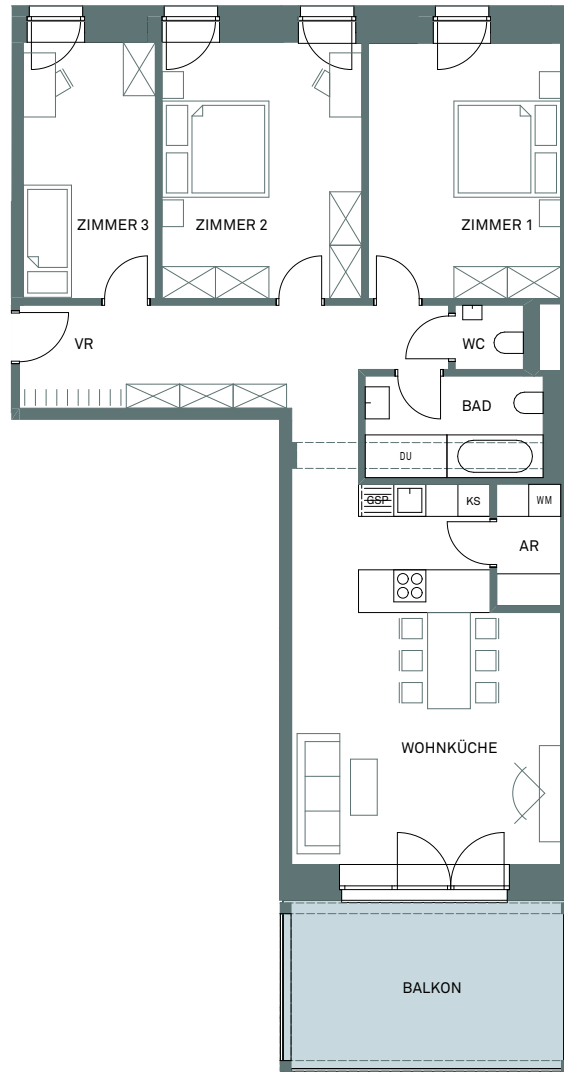 ZIMMER 3
ZIMMER 2
ZIMMER 1
VR
WC
BAD
DU
GSP
KS
WM
AR
WOHNKÜCHE
BALKON